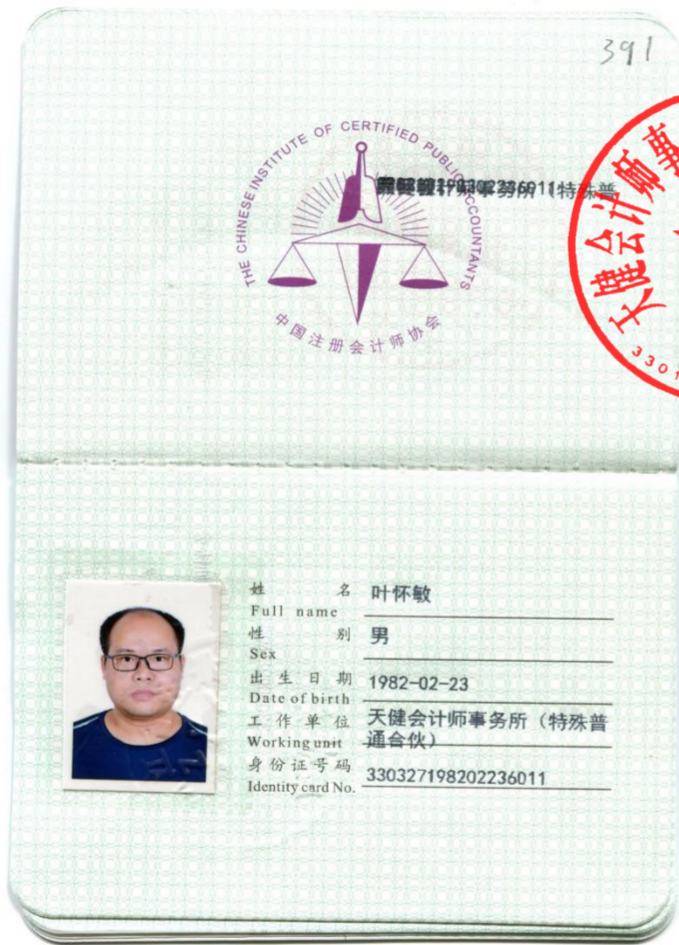 391
THE CHINESE INSTITUTE OF CERTIFIED PUBLIC ACCOUNTANTS
中国注册会计师协会
天健会计师事
3301
姓 名 叶怀敏
Full name
性 别 男
Sex
出生日期 1982-02-23
Date of birth
工作单位 天健会计师事务所（特殊普
Working unit 通合伙）
身份证号码 330327198202236011
Identity card No.